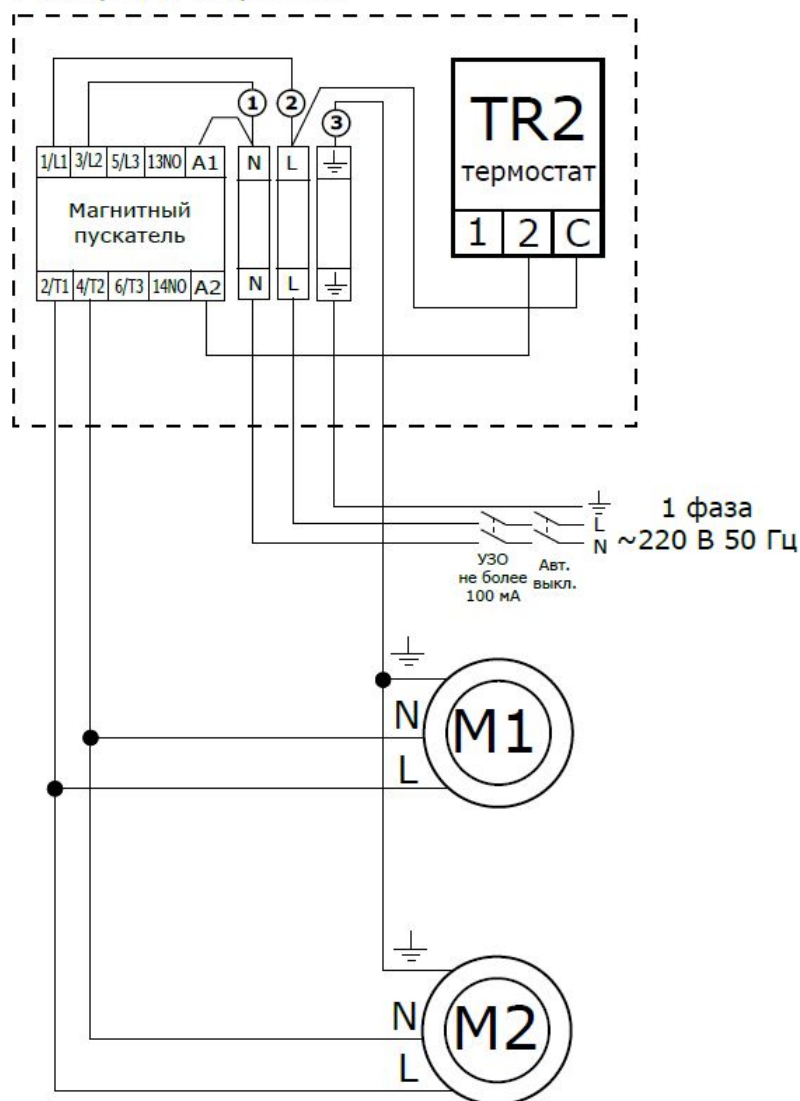 1
2
3
1/L1 3/L2 5/L3 13NO A1 N L
Магнитный
пускатель
2/T1 4/T2 6/T3 14NO A2 N L
TR2
термостат
1 2 C
1 фаза
~220 В 50 Гц
L
N
УЗО
не более
100 мА
Авт.
выкл.
N
L
M1
N
L
M2